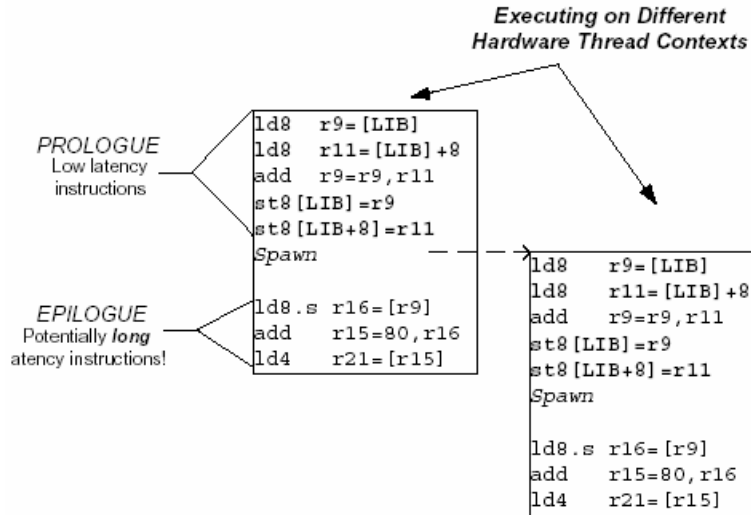 Executing on Different
Hardware Thread Contexts
PROLOGUE
Low latency
instructions
ld8 r9=[LIB]
ld8 r11=[LIB]+8
add r9=r9,r11
st8[LIB]=r9
st8[LIB+8]=r11
Spawn
EPILOGUE
Potentially long
atency instructions!
ld8.s r16=[r9]
add r15=80,r16
ld4 r21=[r15]
ld8 r9=[LIB]
ld8 r11=[LIB]+8
add r9=r9,r11
st8[LIB]=r9
st8[LIB+8]=r11
Spawn
ld8.s r16=[r9]
add r15=80,r16
ld4 r21=[r15]